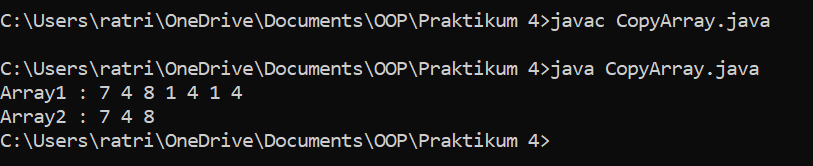 C:\Users\ratri\OneDrive\Documents\OOP\Praktikum 4>javac CopyArray.java
C:\Users\ratri\OneDrive\Documents\OOP\Praktikum 4>java CopyArray.java
Array1 : 7 4 8 1 4 1 4
Array2 : 7 4 8
C:\Users\ratri\OneDrive\Documents\OOP\Praktikum 4>